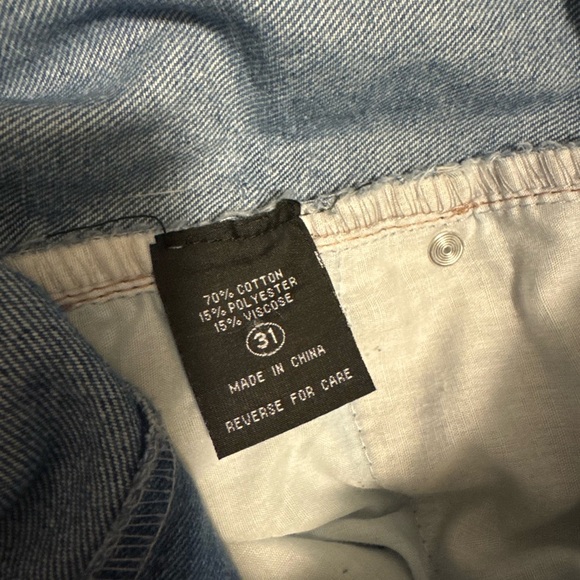 70% COTTON
15% POLYESTER
15% VISCOSE
31
MADE IN CHINA
REVERSE FOR CARE